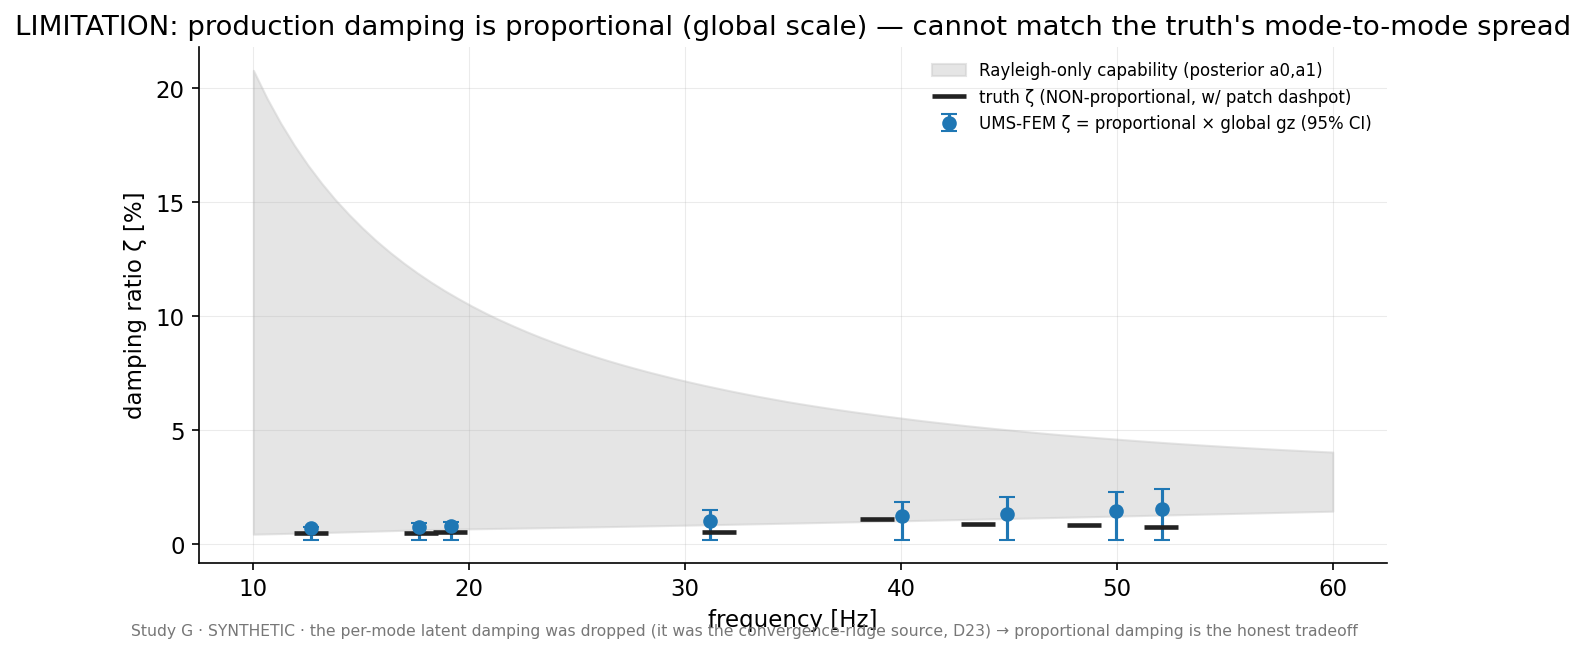 LIMITATION: production damping is proportional (global scale) — cannot match the truth's mode-to-mode spread
Rayleigh-only capability (posterior a0,a1)
truth ζ (NON-proportional, w/ patch dashpot)
UMS-FEM ζ = proportional × global gz (95% CI)
damping ratio ζ [%]
20
15
10
5
0
10 20 30 40 50 60
frequency [Hz]
Study G · SYNTHETIC · the per-mode latent damping was dropped (it was the convergence-ridge source, D23) → proportional damping is the honest tradeoff